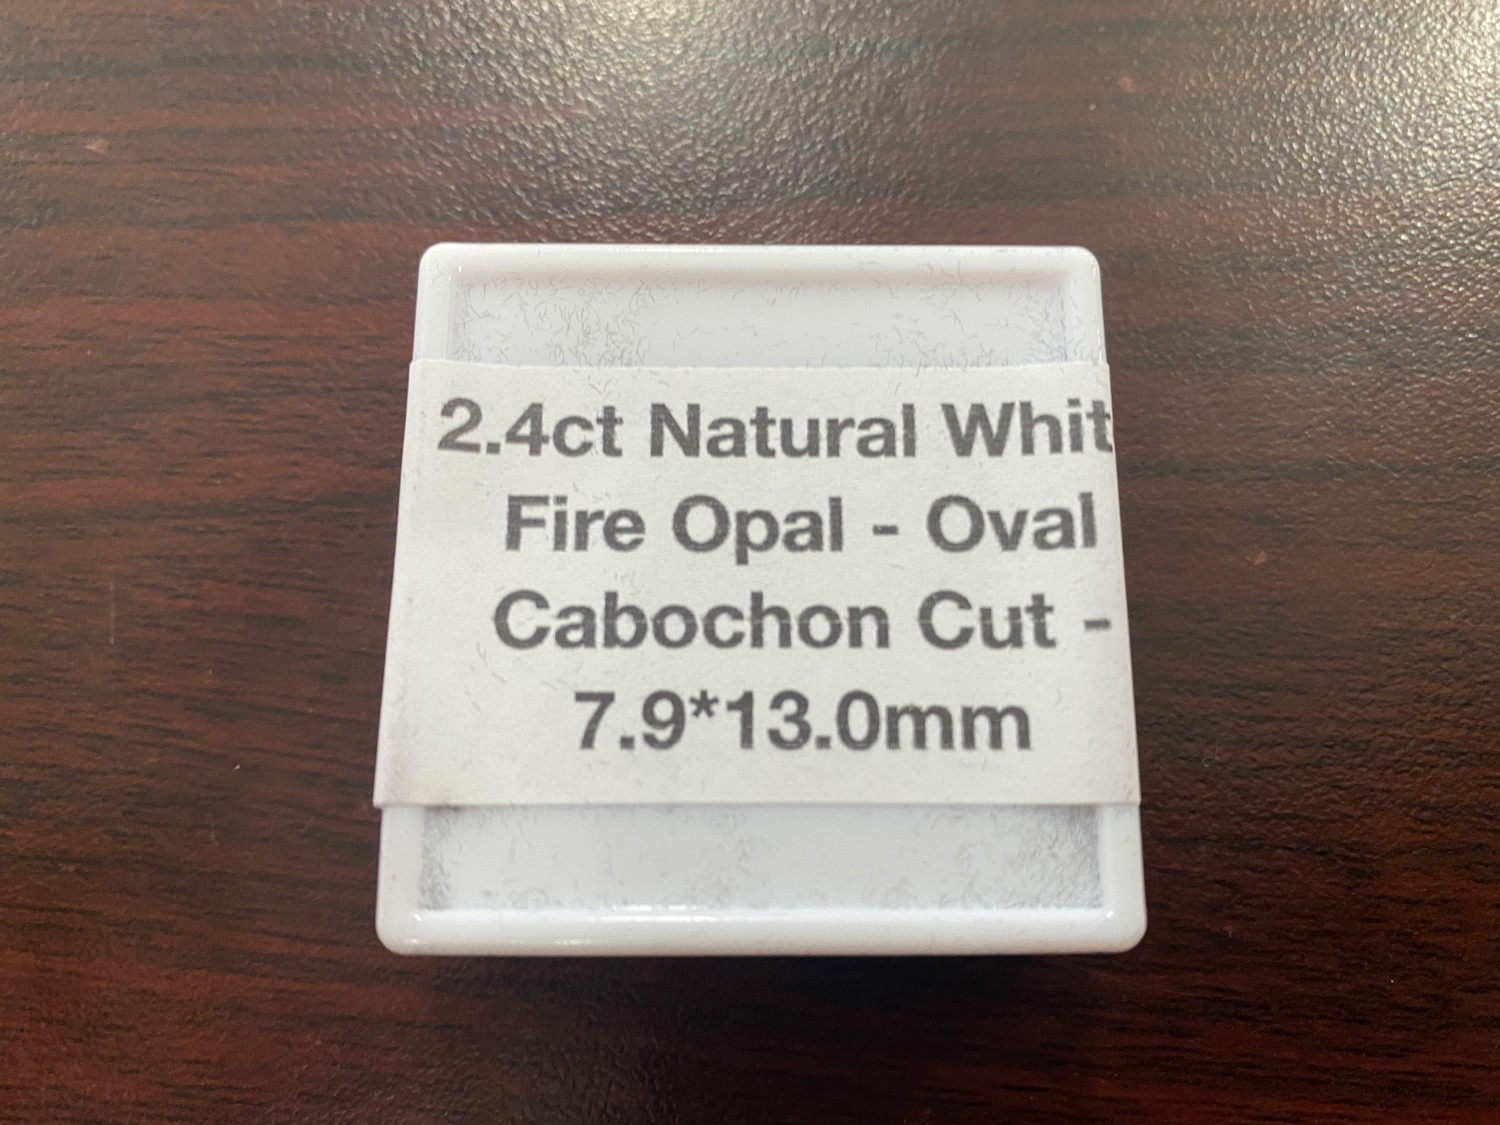 2.4ct Natural Whit
Fire Opal - Oval
Cabochon Cut -
7.9*13.0mm